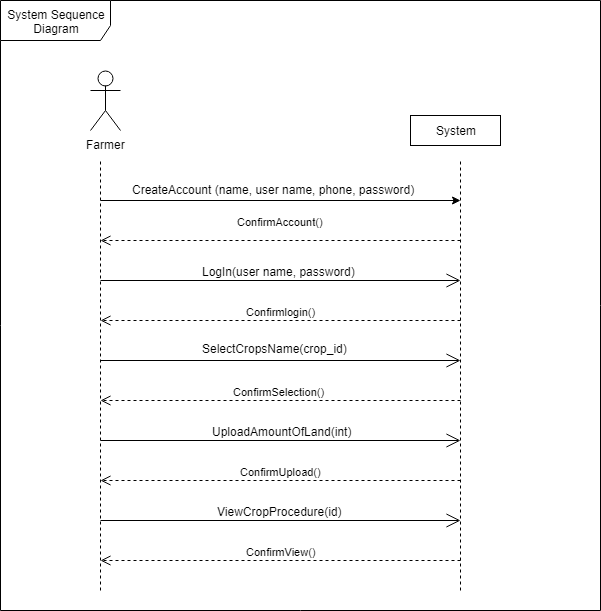 System Sequence
Diagram
Farmer
System
CreateAccount (name, user name, phone, password)
ConfirmAccount()
LogIn(user name, password)
Confirmlogin()
SelectCropsName(crop_id)
ConfirmSelection()
UploadAmountOfLand(int)
ConfirmUpload()
ViewCropProcedure(id)
ConfirmView()